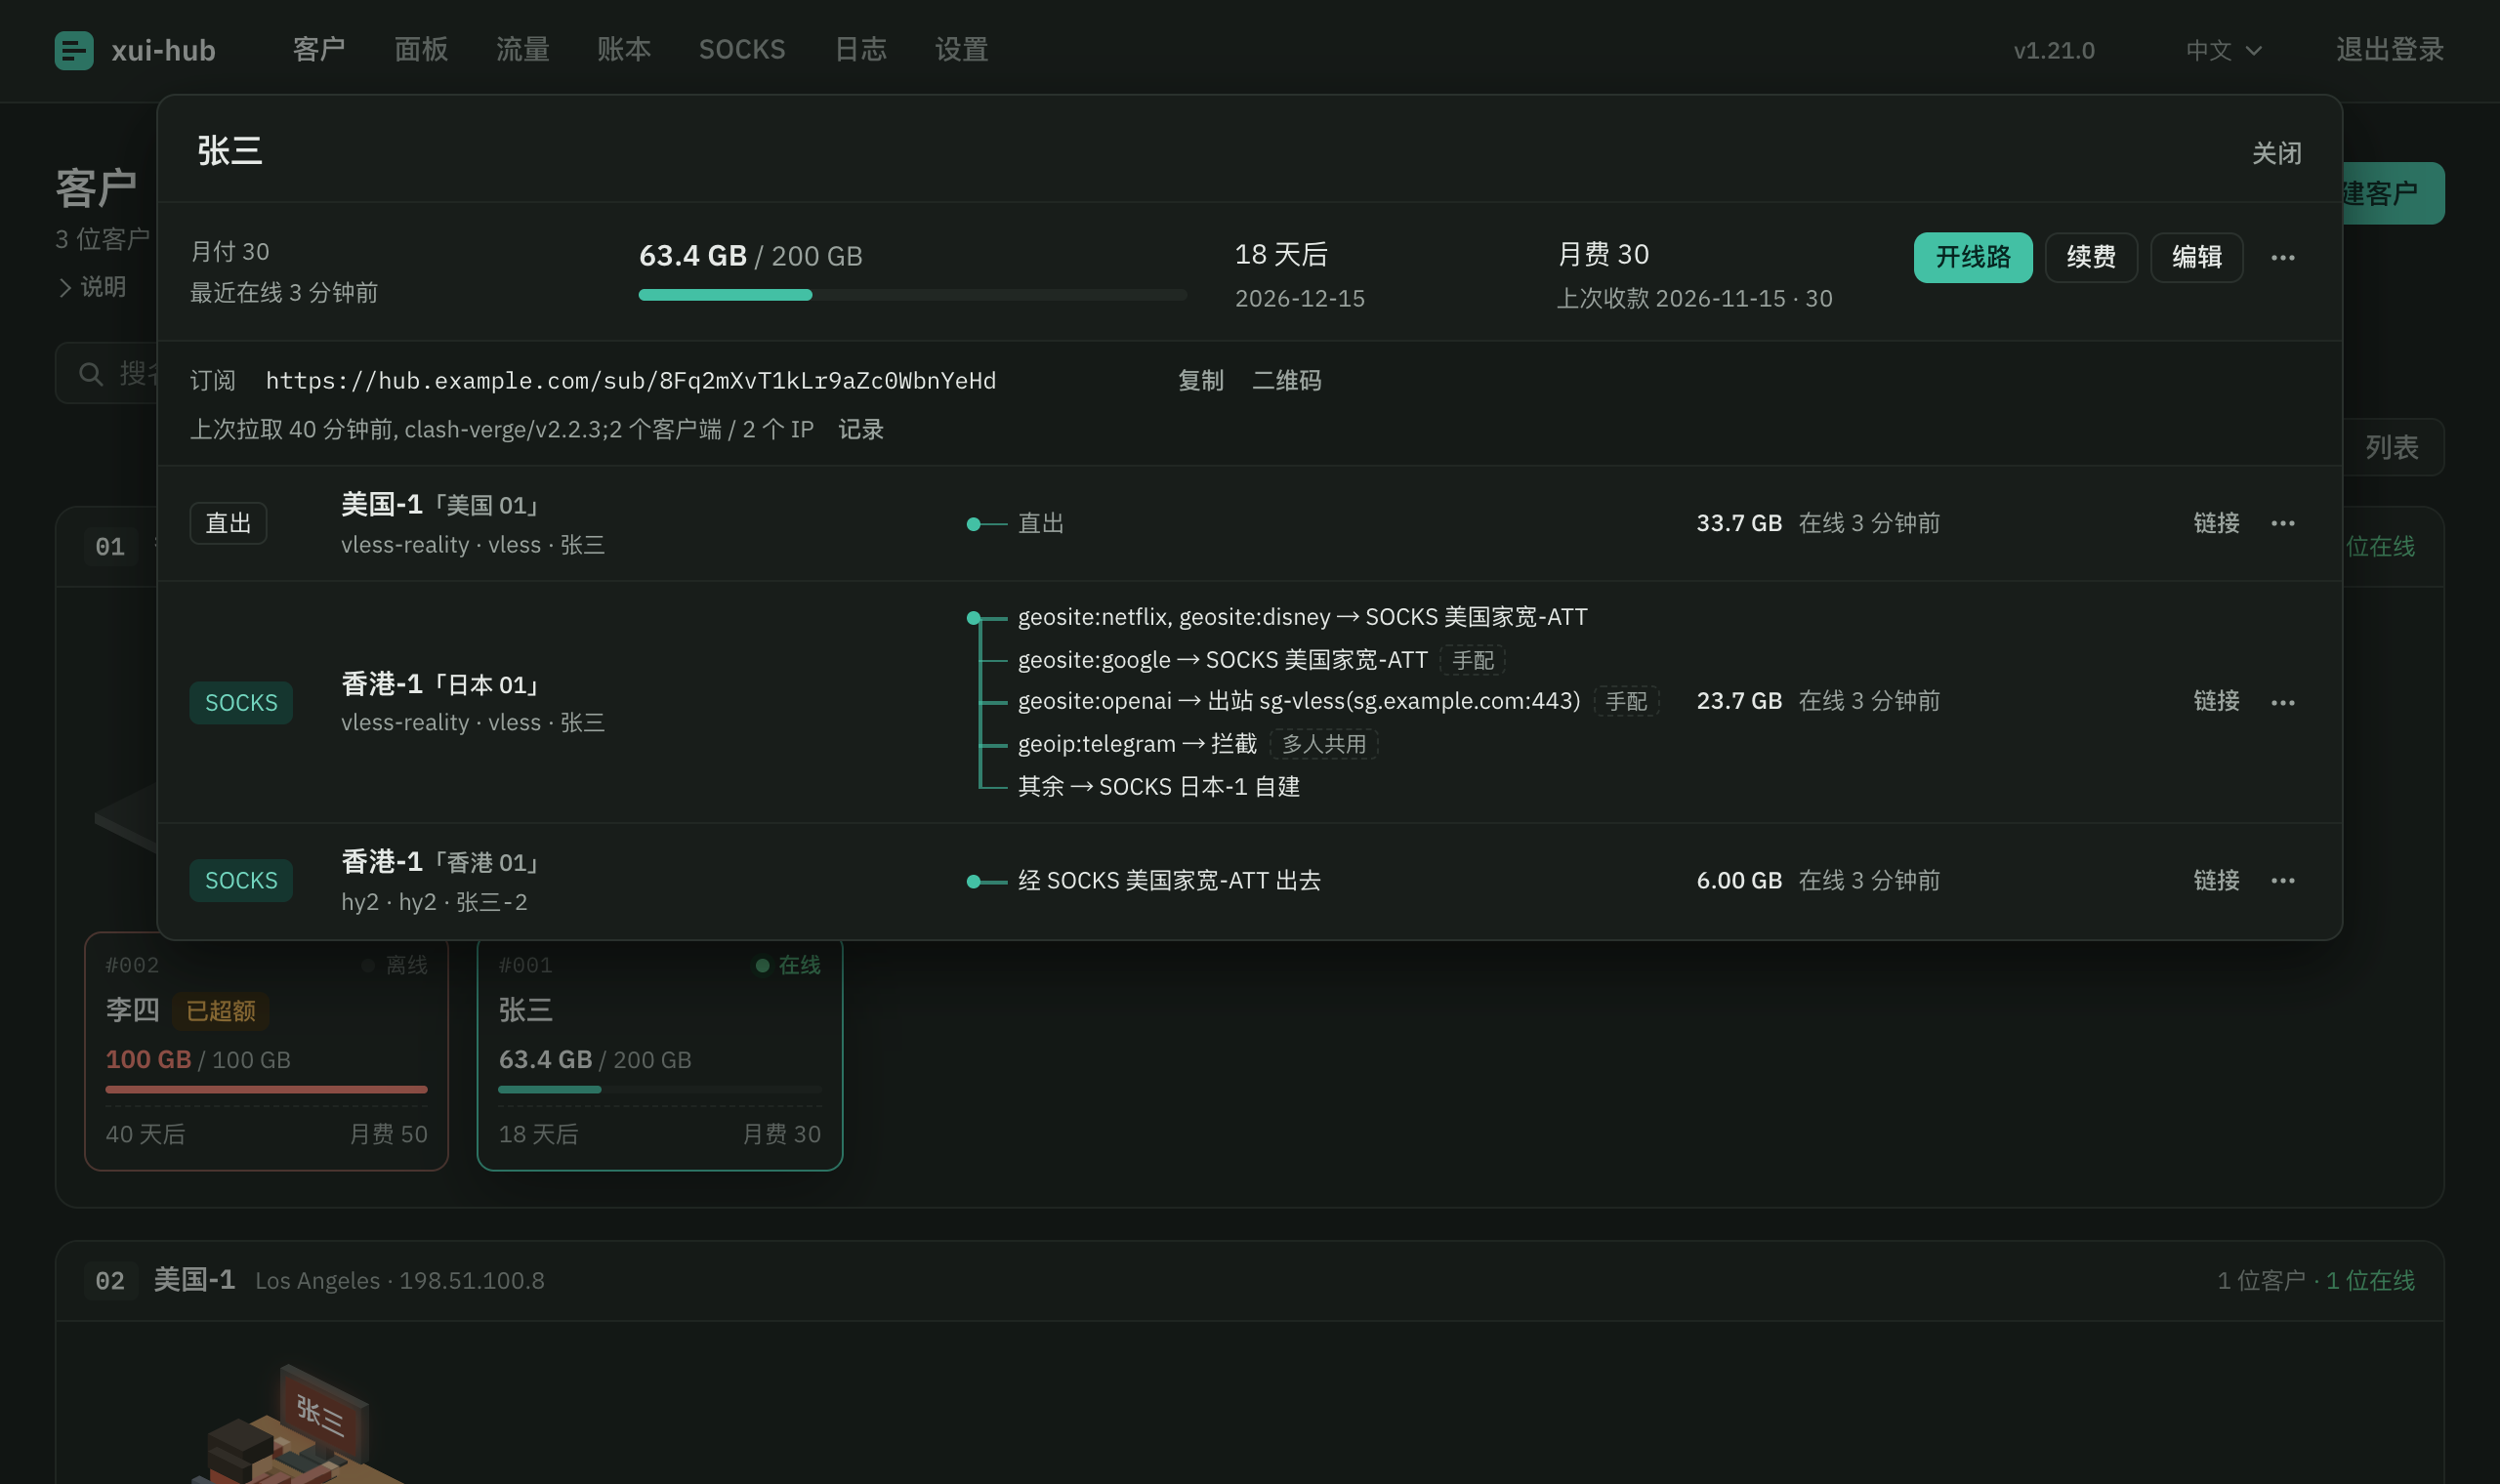 xui-hub 客户 面板 流量 账本 SOCKS 日志 设置 v1.21.0 中文 退出登录
张三 关闭
客户 建客户
3 位客户
说明
月付 30
最近在线 3 分钟前
63.4 GB / 200 GB
18 天后
2026-12-15
月费 30
上次收款 2026-11-15 · 30
开线路 续费 编辑 ···
订阅 https://hub.example.com/sub/8Fq2mXvT1kLr9aZc0WbnYeHd 复制 二维码
上次拉取 40 分钟前, clash-verge/v2.2.3;2 个客户端 / 2 个 IP 记录
列表
01 位在线
直出 美国-1「美国 01」
vless-reality · vless · 张三
直出
33.7 GB 在线 3 分钟前 链接 ···
SOCKS 香港-1「日本 01」
vless-reality · vless · 张三
geosite:netflix, geosite:disney → SOCKS 美国家宽-ATT
geosite:google → SOCKS 美国家宽-ATT 手配
geosite:openai → 出站 sg-vless(sg.example.com:443) 手配
geoip:telegram → 拦截 多人共用
其余 → SOCKS 日本-1 自建
23.7 GB 在线 3 分钟前 链接 ···
SOCKS 香港-1「香港 01」
hy2 · hy2 · 张三-2
经 SOCKS 美国家宽-ATT 出去
6.00 GB 在线 3 分钟前 链接 ···
#002 离线
李四 已超额
100 GB / 100 GB
40 天后 月费 50
#001 在线
张三
63.4 GB / 200 GB
18 天后 月费 30
02 美国-1 Los Angeles · 198.51.100.8 1 位客户 · 1 位在线
张三